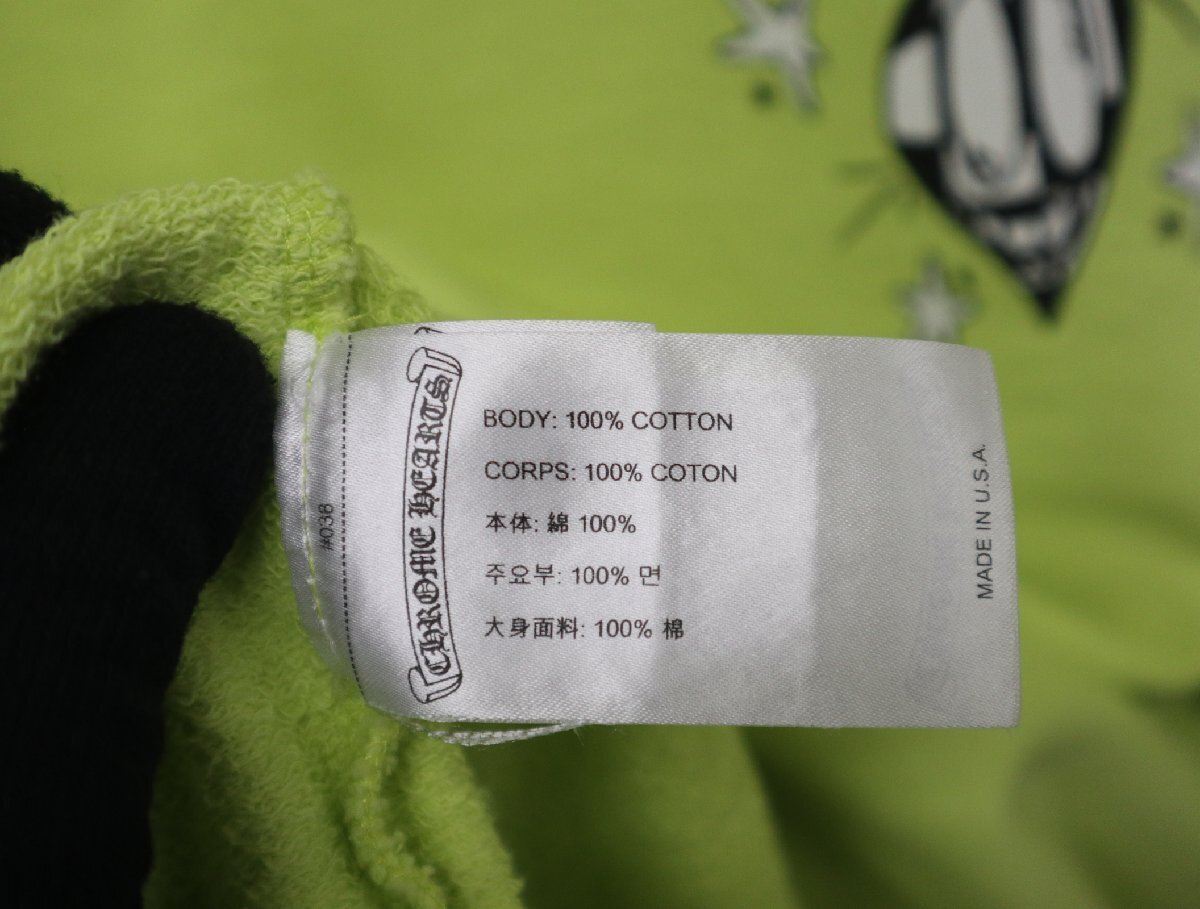 #038
CHROME HEARTS
BODY: 100% COTTON
CORPS: 100% COTON
本体: 綿 100%
주요부: 100% 면
大身面料: 100% 棉
MADE IN U.S.A.